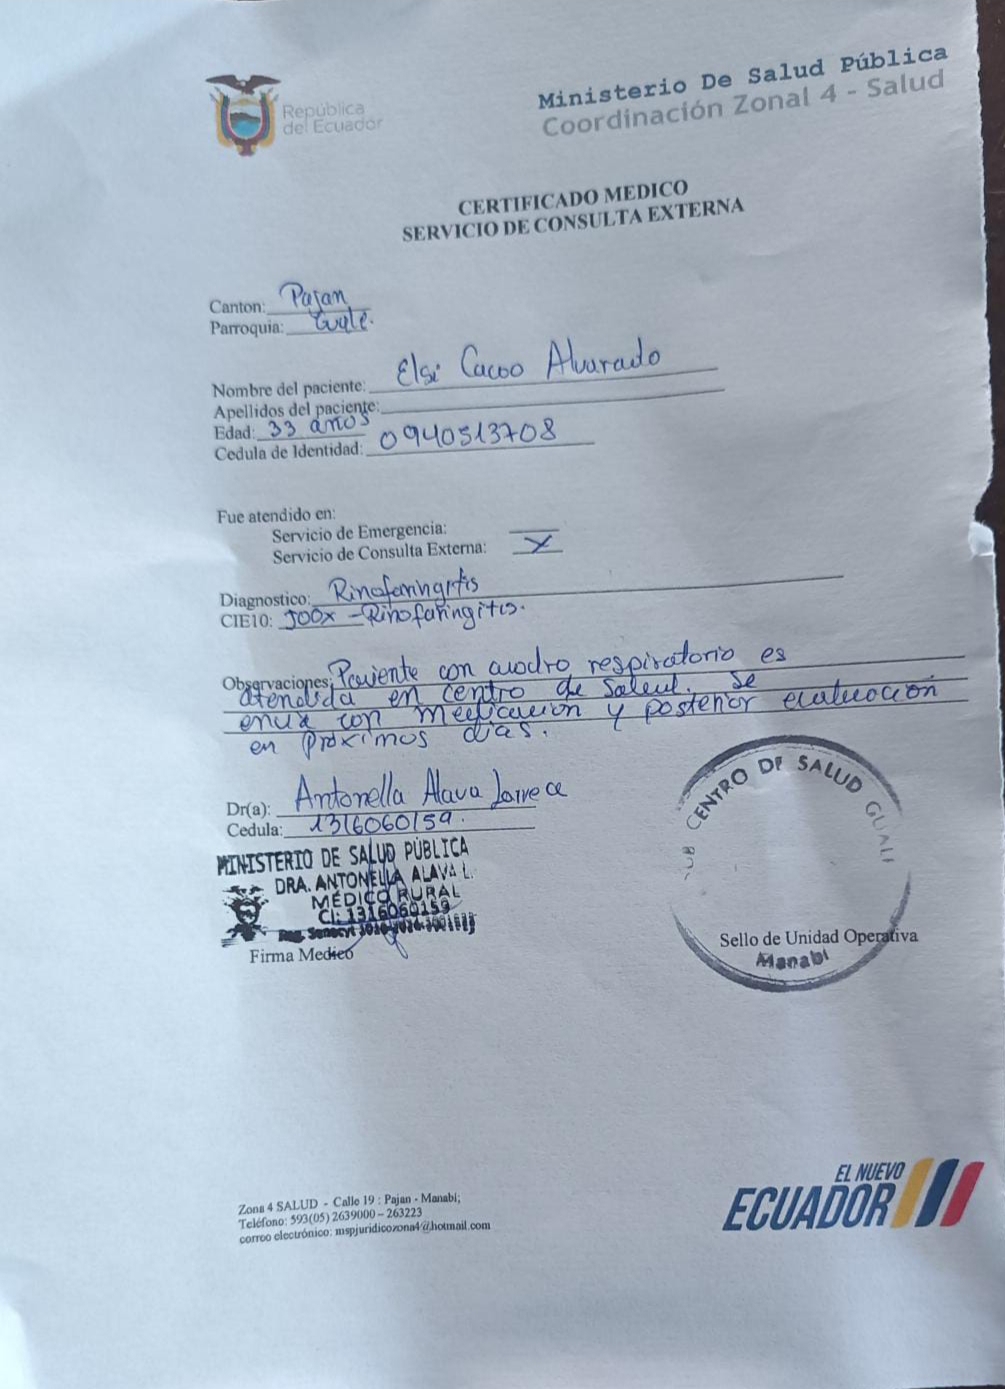 República
del Ecuador
Ministerio De Salud Pública
Coordinación Zonal 4 - Salud
CERTIFICADO MEDICO
SERVICIO DE CONSULTA EXTERNA
Canton: Pajan
Parroquia: Guale.
Nombre del paciente: Elsi Cacao Alvarado
Apellidos del paciente:
Edad: 33 años
Cedula de Identidad: 0940513708
Fue atendido en:
Servicio de Emergencia:
Servicio de Consulta Externa: X
Diagnostico: Rinofaringitis
CIE10: J00x - Rinofaringitis.
Observaciones: Paciente con cuadro respiratorio es
atendida en centro de salud. Se
envia con medicacion y posterior evaluacion
en proximos dias.
Dr(a): Antonella Alava
Cedula: 1316060159.
MINISTERIO DE SALUD PÚBLICA
DRA. ANTONELLA ALAVA L.
MÉDICO RURAL
CI: 1316060159
Reg. Senecyt
Firma Medico
SUB CENTRO DE SALUD GUALE
Sello de Unidad Operativa
Manabi
Zona 4 SALUD - Calle 19 : Pajan - Manabi;
Teléfono: 593(05) 2639000 – 263223
correo electrónico: mspjuridicozona4@hotmail.com
EL NUEVO
ECUADOR